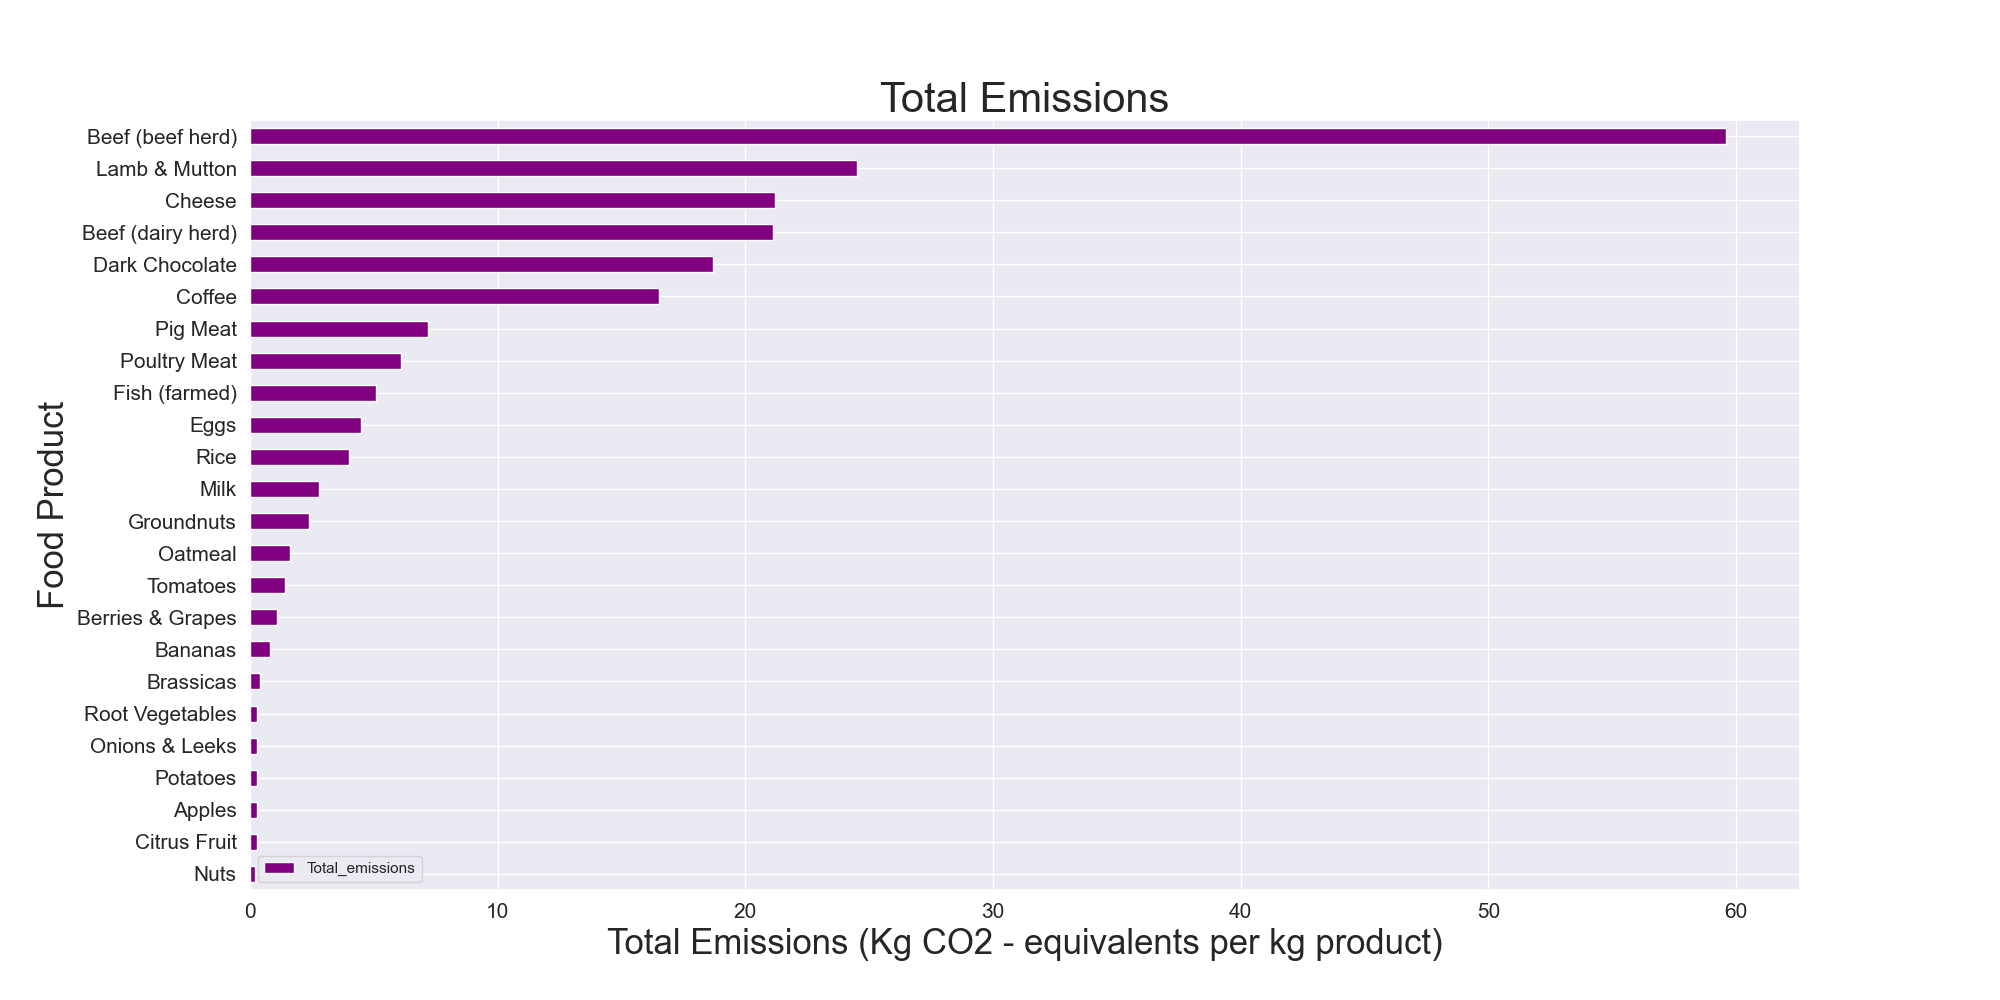 Total Emissions
Beef (beef herd)
Lamb & Mutton
Cheese
Beef (dairy herd)
Dark Chocolate
Coffee
Pig Meat
Poultry Meat
Fish (farmed)
Eggs
Rice
Milk
Groundnuts
Oatmeal
Tomatoes
Berries & Grapes
Bananas
Brassicas
Root Vegetables
Onions & Leeks
Potatoes
Apples
Citrus Fruit
Nuts
Food Product
Total_emissions
0 10 20 30 40 50 60
Total Emissions (Kg CO2 - equivalents per kg product)